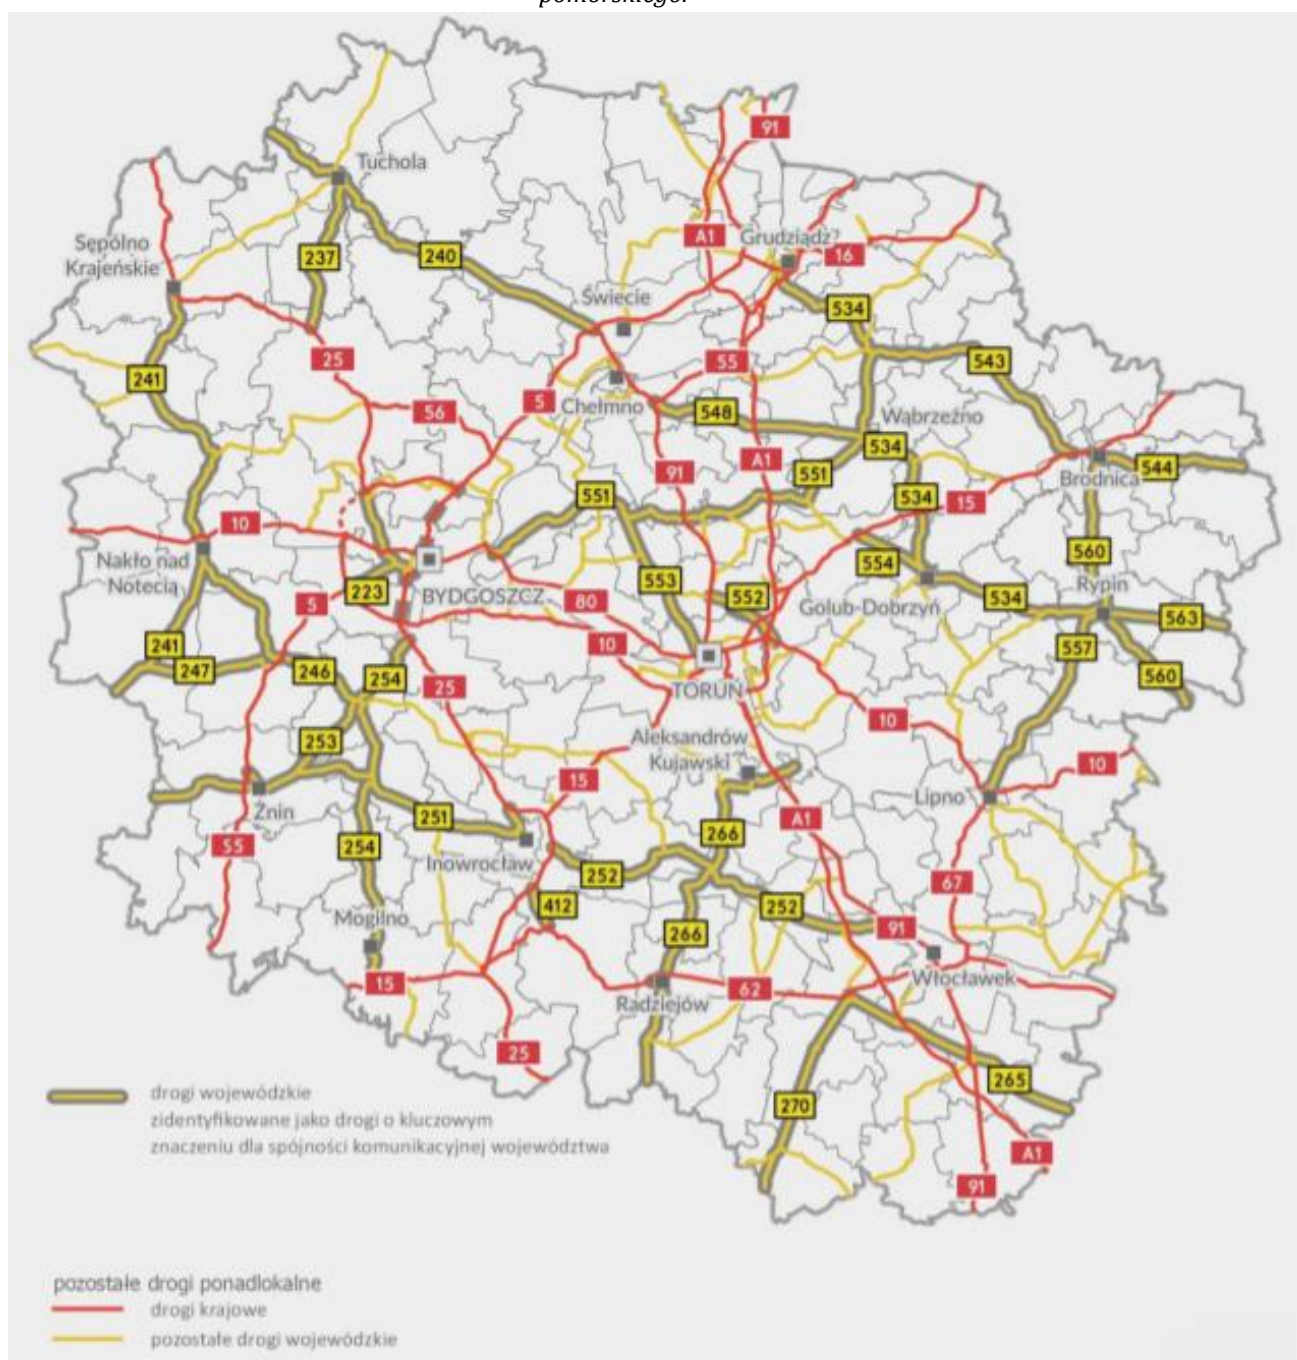 pomorskiego.
91
Tuchola
A1
Grudziądz
16
Sępólno
Krajeńskie
237
240
Świecie
534
25
55
543
241
56
5
Chełmno
548
Wąbrzeźno
534
91
A1
551
Brodnica
544
551
534
15
10
Nakło nad
Notecią
560
554
553
223
BYDGOSZCZ
80
552
Golub-Dobrzyń
534
Rypin
563
5
241
10
557
247
246
254
25
TORUŃ
560
10
253
Aleksandrów
Kujawski
15
10
Żnin
Lipno
251
A1
S5
254
Inowrocław
266
252
67
Mogilno
412
252
91
266
15
62
Włocławek
Radziejów
25
265
270
A1
91
drogi wojewódzkie
zidentyfikowane jako drogi o kluczowym
znaczeniu dla spójności komunikacyjnej województwa
pozostałe drogi ponadlokalne
drogi krajowe
pozostałe drogi wojewódzkie